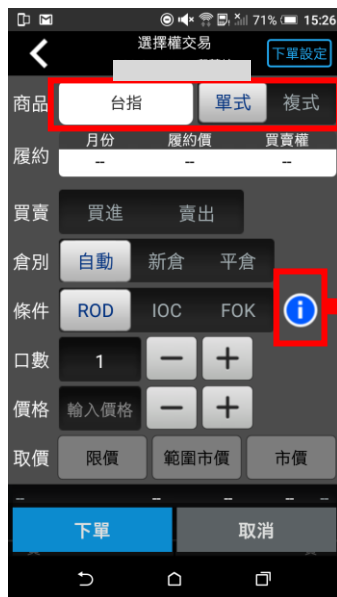 71% 15:26
選擇權交易 下單設定
商品 台指 單式 複式
月份 履約價 買賣權
履約 -- -- --
買賣 買進 賣出
倉別 自動 新倉 平倉
條件 ROD IOC FOK i
口數 1 − +
價格 輸入價格 − +
取價 限價 範圍市價 市價
-- -- -- -- --
下單 取消